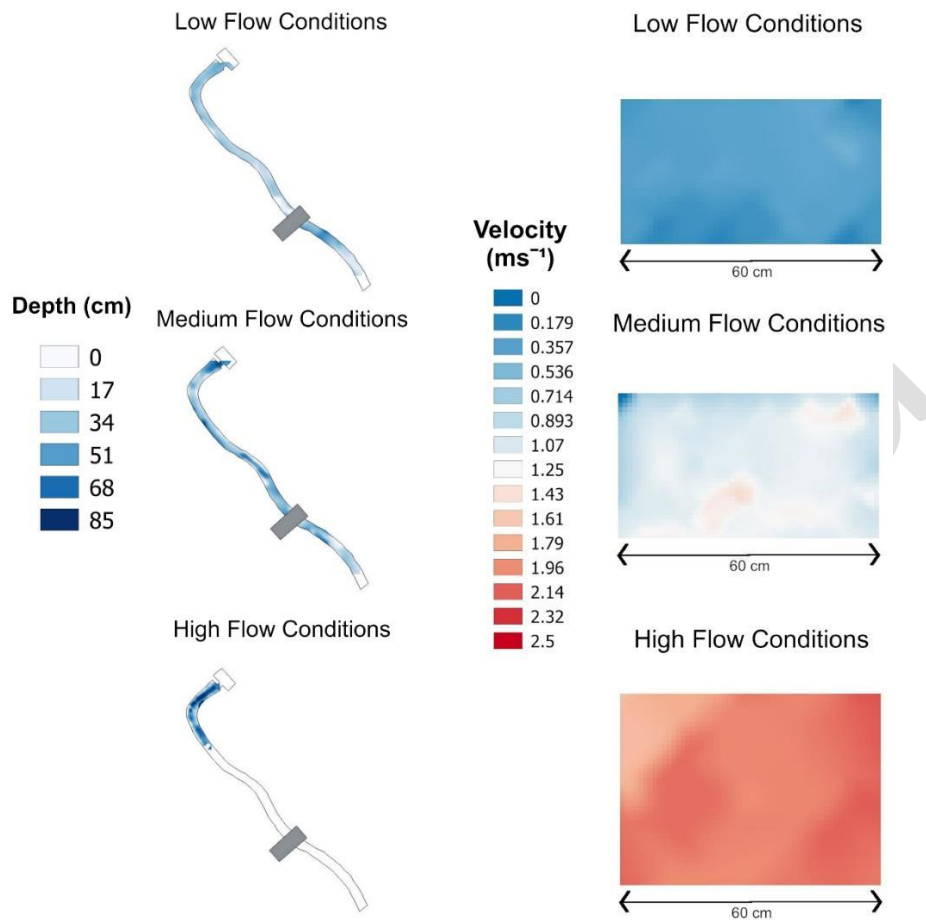 Low Flow Conditions
Low Flow Conditions
60 cm
Depth (cm)
0
17
34
51
68
85
Velocity
(ms⁻¹)
0
0.179
0.357
0.536
0.714
0.893
1.07
1.25
1.43
1.61
1.79
1.96
2.14
2.32
2.5
Medium Flow Conditions
Medium Flow Conditions
60 cm
High Flow Conditions
High Flow Conditions
60 cm